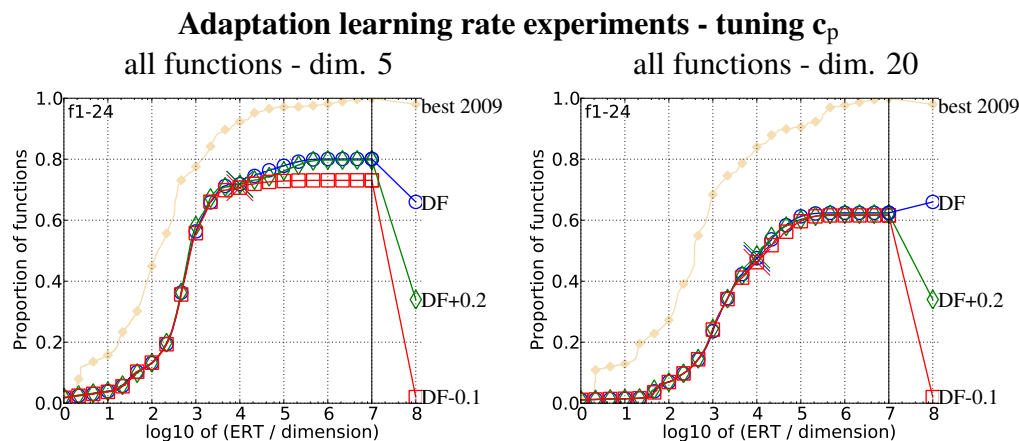 Adaptation learning rate experiments - tuning cp
all functions - dim. 5
all functions - dim. 20
f1-24
best 2009
DF
DF+0.2
DF-0.1
Proportion of functions
1.0
0.8
0.6
0.4
0.2
0.0
0 1 2 3 4 5 6 7 8
log10 of (ERT / dimension)
f1-24
best 2009
DF
DF+0.2
DF-0.1
Proportion of functions
1.0
0.8
0.6
0.4
0.2
0.0
0 1 2 3 4 5 6 7 8
log10 of (ERT / dimension)